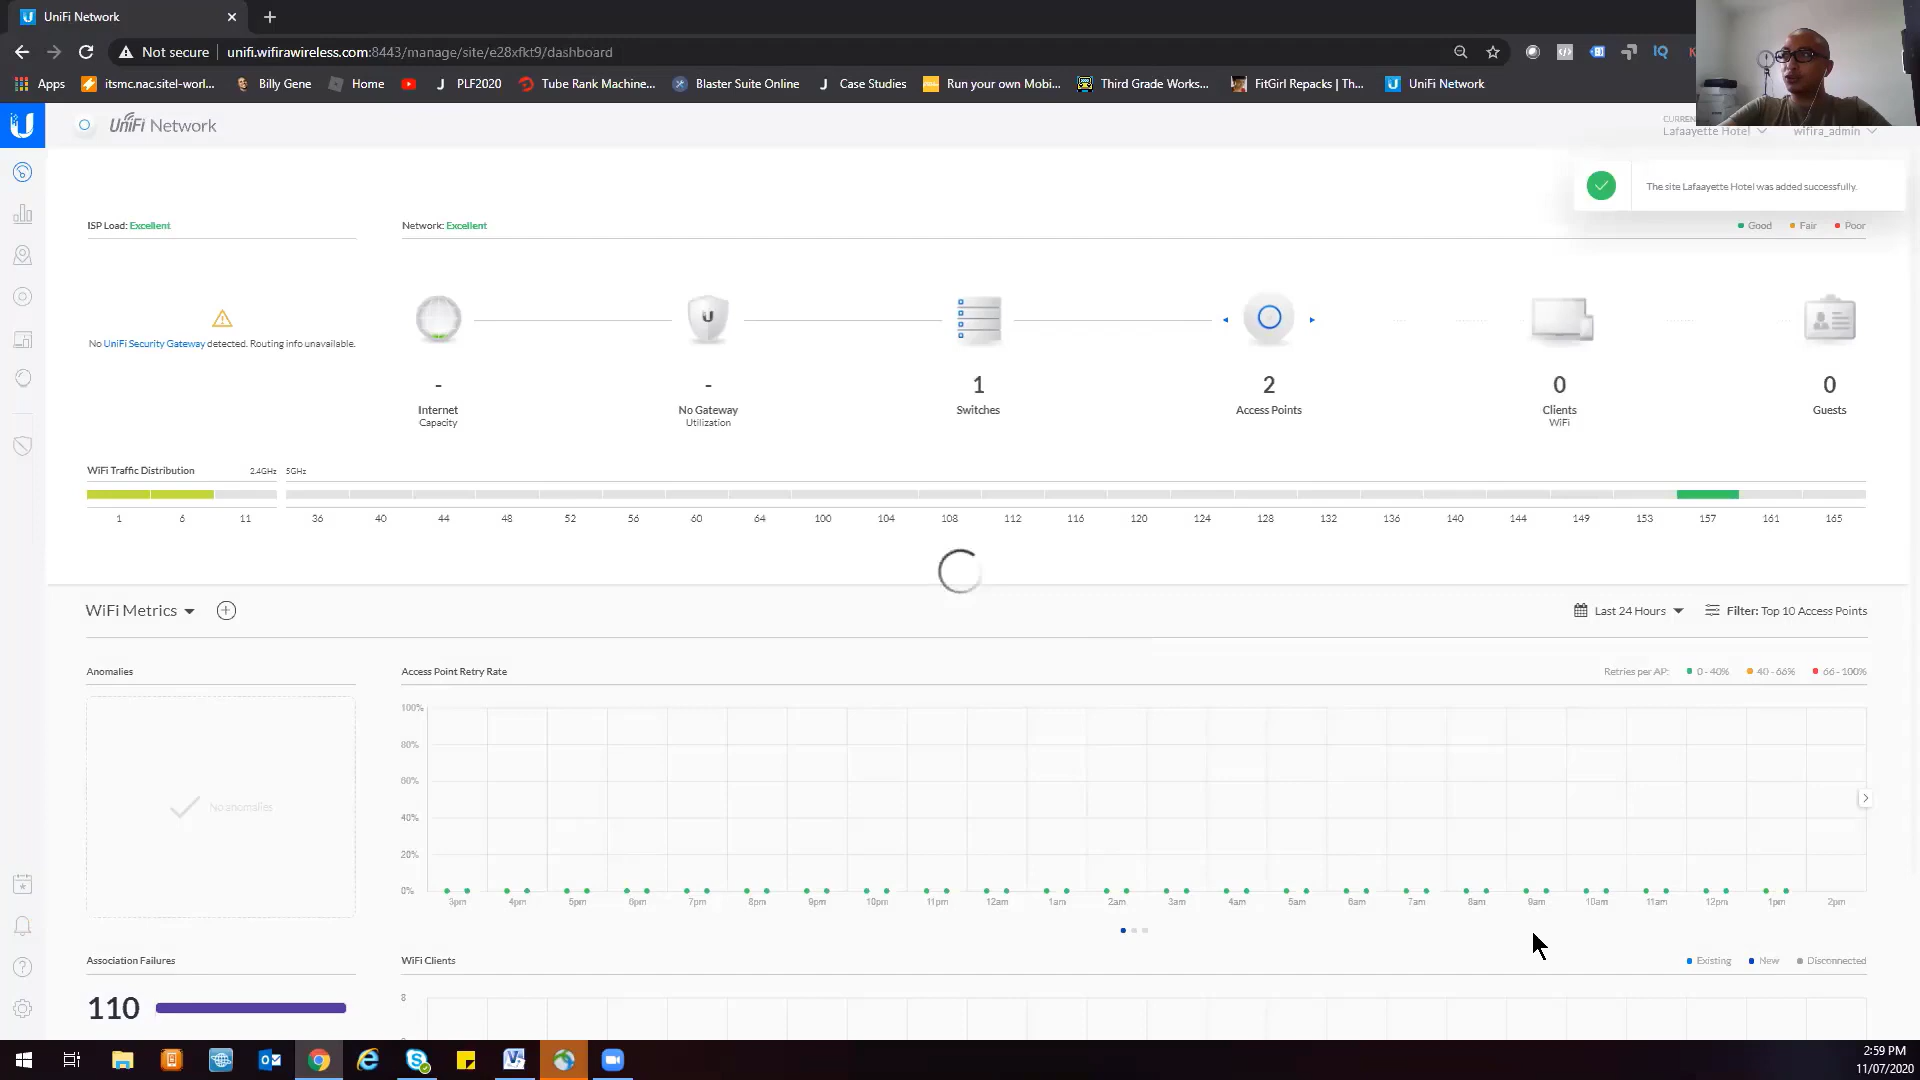 UniFi Network
Not secure
unifi.wifirawireless.com:8443/manage/site/e28xfkt9/dashboard
Apps
itsmc.nac.sitel-worl...
Billy Gene
Home
PLF2020
Tube Rank Machine...
Blaster Suite Online
Case Studies
Run your own Mobi...
Third Grade Works...
FitGirl Repacks | Th...
UniFi Network
UniFi Network
Lafaayette Hotel
wifira_admin
The site Lafaayette Hotel was added successfully.
ISP Load: Excellent
Network: Excellent
Good Fair Poor
No UniFi Security Gateway detected. Routing info unavailable.
- - 1 2 0 0
Internet No Gateway Switches Access Points Clients Guests
Capacity Utilization WiFi
WiFi Traffic Distribution 2.4GHz 5GHz
1 6 11 36 40 44 48 52 56 60 64 100 104 108 112 116 120 124 128 132 136 140 144 149 153 157 161 165
WiFi Metrics
Last 24 Hours
Filter: Top 10 Access Points
Anomalies
Access Point Retry Rate
Retries per AP: 0 - 40% 40 - 66% 66 - 100%
No anomalies
100%
80%
60%
40%
20%
0%
3pm 4pm 5pm 6pm 7pm 8pm 9pm 10pm 11pm 12am 1am 2am 3am 4am 5am 6am 7am 8am 9am 10am 11am 12pm 1pm 2pm
Association Failures
WiFi Clients
Existing New Disconnected
110
8
2:59 PM
11/07/2020